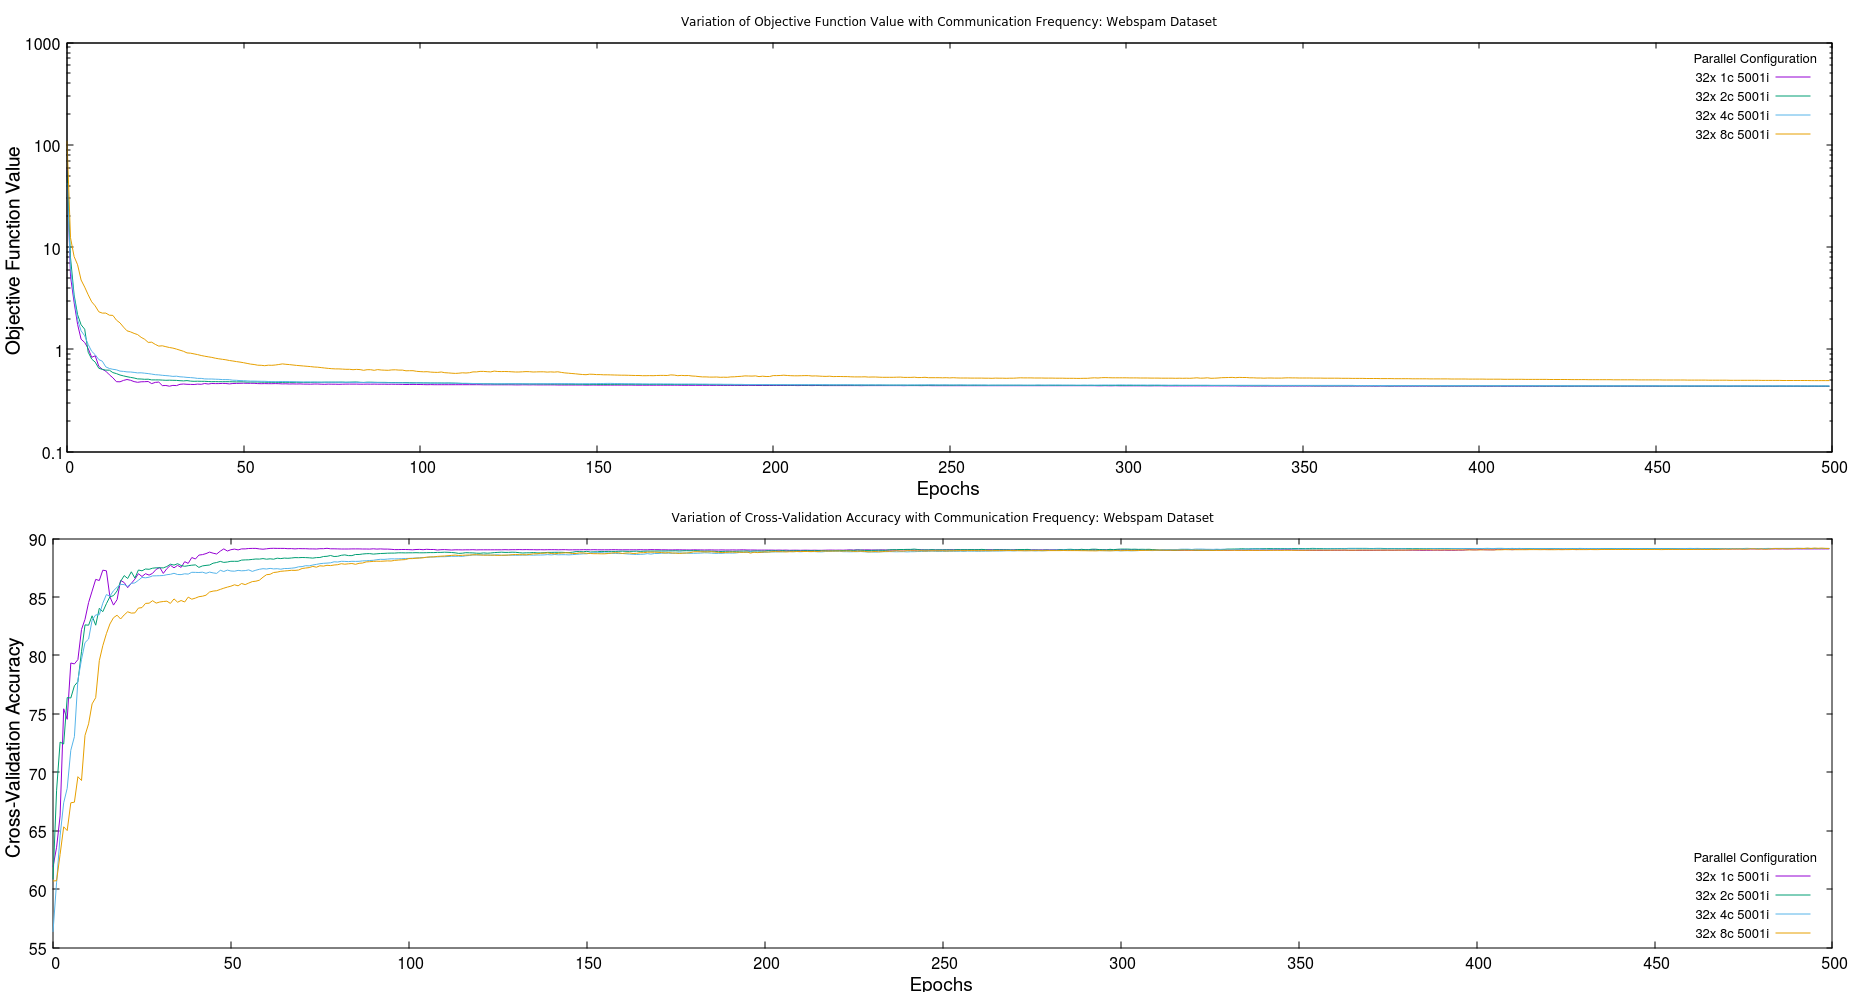 Variation of Objective Function Value with Communication Frequency: Webspam Dataset
1000
100
10
1
0.1
Objective Function Value
Parallel Configuration
32x 1c 5001i
32x 2c 5001i
32x 4c 5001i
32x 8c 5001i
0 50 100 150 200 250 300 350 400 450 500
Epochs
Variation of Cross-Validation Accuracy with Communication Frequency: Webspam Dataset
90
85
80
75
70
65
60
55
Cross-Validation Accuracy
Parallel Configuration
32x 1c 5001i
32x 2c 5001i
32x 4c 5001i
32x 8c 5001i
0 50 100 150 200 250 300 350 400 450 500
Epochs